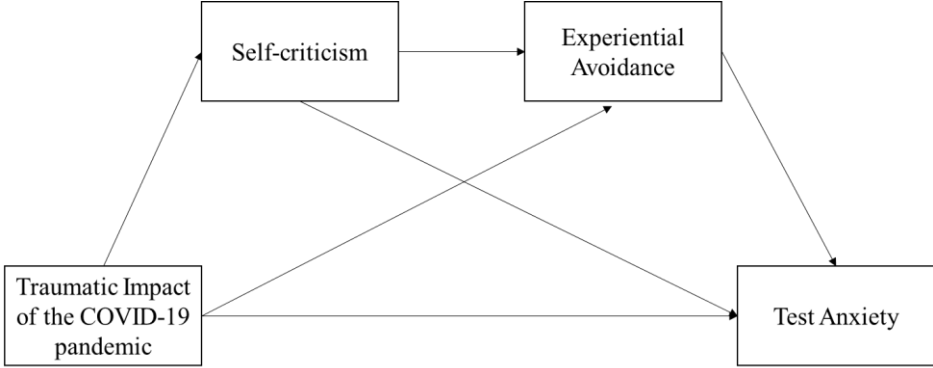 Self-criticism
Experiential
Avoidance
Traumatic Impact
of the COVID-19
pandemic
Test Anxiety